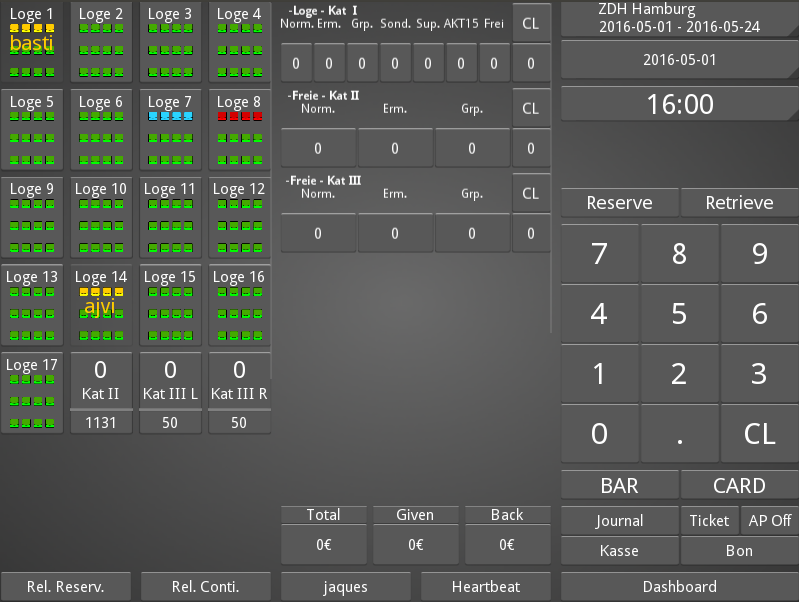 Loge 1 Loge 2 Loge 3 Loge 4
basti
Loge 5 Loge 6 Loge 7 Loge 8
Loge 9 Loge 10 Loge 11 Loge 12
Loge 13 Loge 14 Loge 15 Loge 16
ajvi
Loge 17
0 0 0
Kat II Kat III L Kat III R
1131 50 50
Rel. Reserv. Rel. Conti.
-Loge - Kat I
Norm. Erm. Grp. Sond. Sup. AKT15 Frei CL
0 0 0 0 0 0 0 0
-Freie - Kat II
Norm. Erm. Grp. CL
0 0 0 0
-Freie - Kat III
Norm. Erm. Grp. CL
0 0 0 0
Total Given Back
0€ 0€ 0€
jaques Heartbeat
ZDH Hamburg
2016-05-01 - 2016-05-24
2016-05-01
16:00
Reserve Retrieve
7 8 9
4 5 6
1 2 3
0 . CL
BAR CARD
Journal Ticket AP Off
Kasse Bon
Dashboard